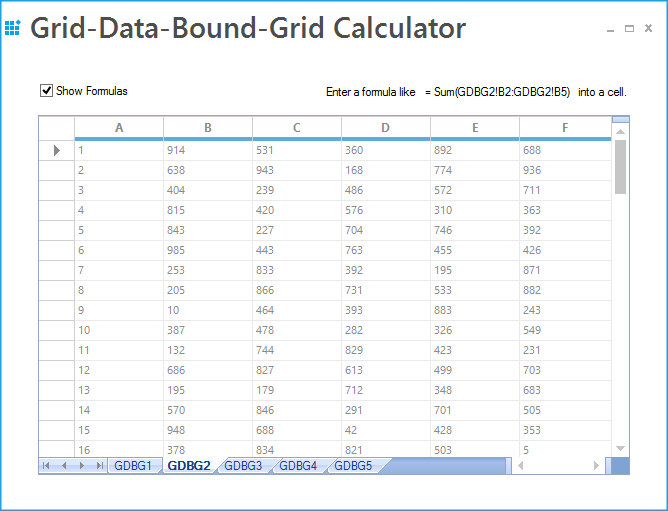 Grid-Data-Bound-Grid Calculator
Show Formulas Enter a formula like = Sum(GDBG2!B2:GDBG2!B5) into a cell.
A B C D E F
1 914 531 360 892 688
2 638 943 168 774 936
3 404 239 486 572 711
4 815 420 576 310 363
5 843 227 704 746 392
6 985 443 763 455 426
7 253 833 392 195 871
8 205 866 731 533 882
9 10 464 393 883 243
10 387 478 282 326 549
11 132 744 829 423 231
12 686 827 613 499 703
13 195 179 712 348 683
14 570 846 291 701 505
15 948 688 42 428 353
16 378 834 821 503 5
GDBG1 GDBG2 GDBG3 GDBG4 GDBG5